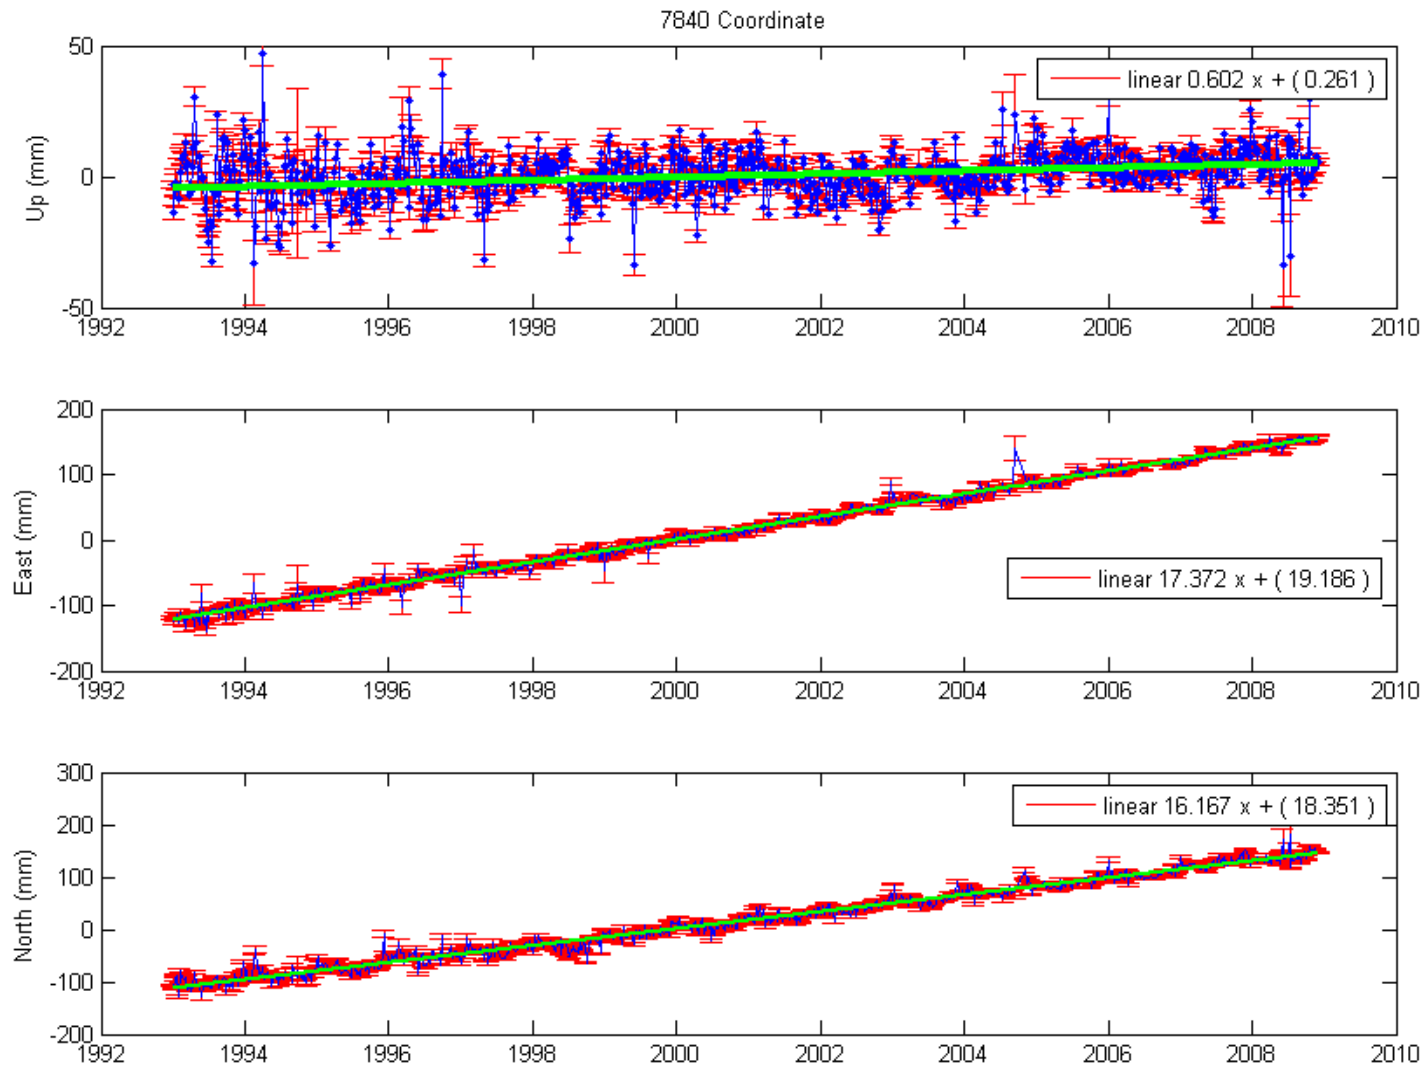 7840 Coordinate
50
0
-50
Up (mm)
linear 0.602 x + ( 0.261 )
1992 1994 1996 1998 2000 2002 2004 2006 2008 2010
200
100
0
-100
-200
East (mm)
linear 17.372 x + ( 19.186 )
1992 1994 1996 1998 2000 2002 2004 2006 2008 2010
300
200
100
0
-100
-200
North (mm)
linear 16.167 x + ( 18.351 )
1992 1994 1996 1998 2000 2002 2004 2006 2008 2010